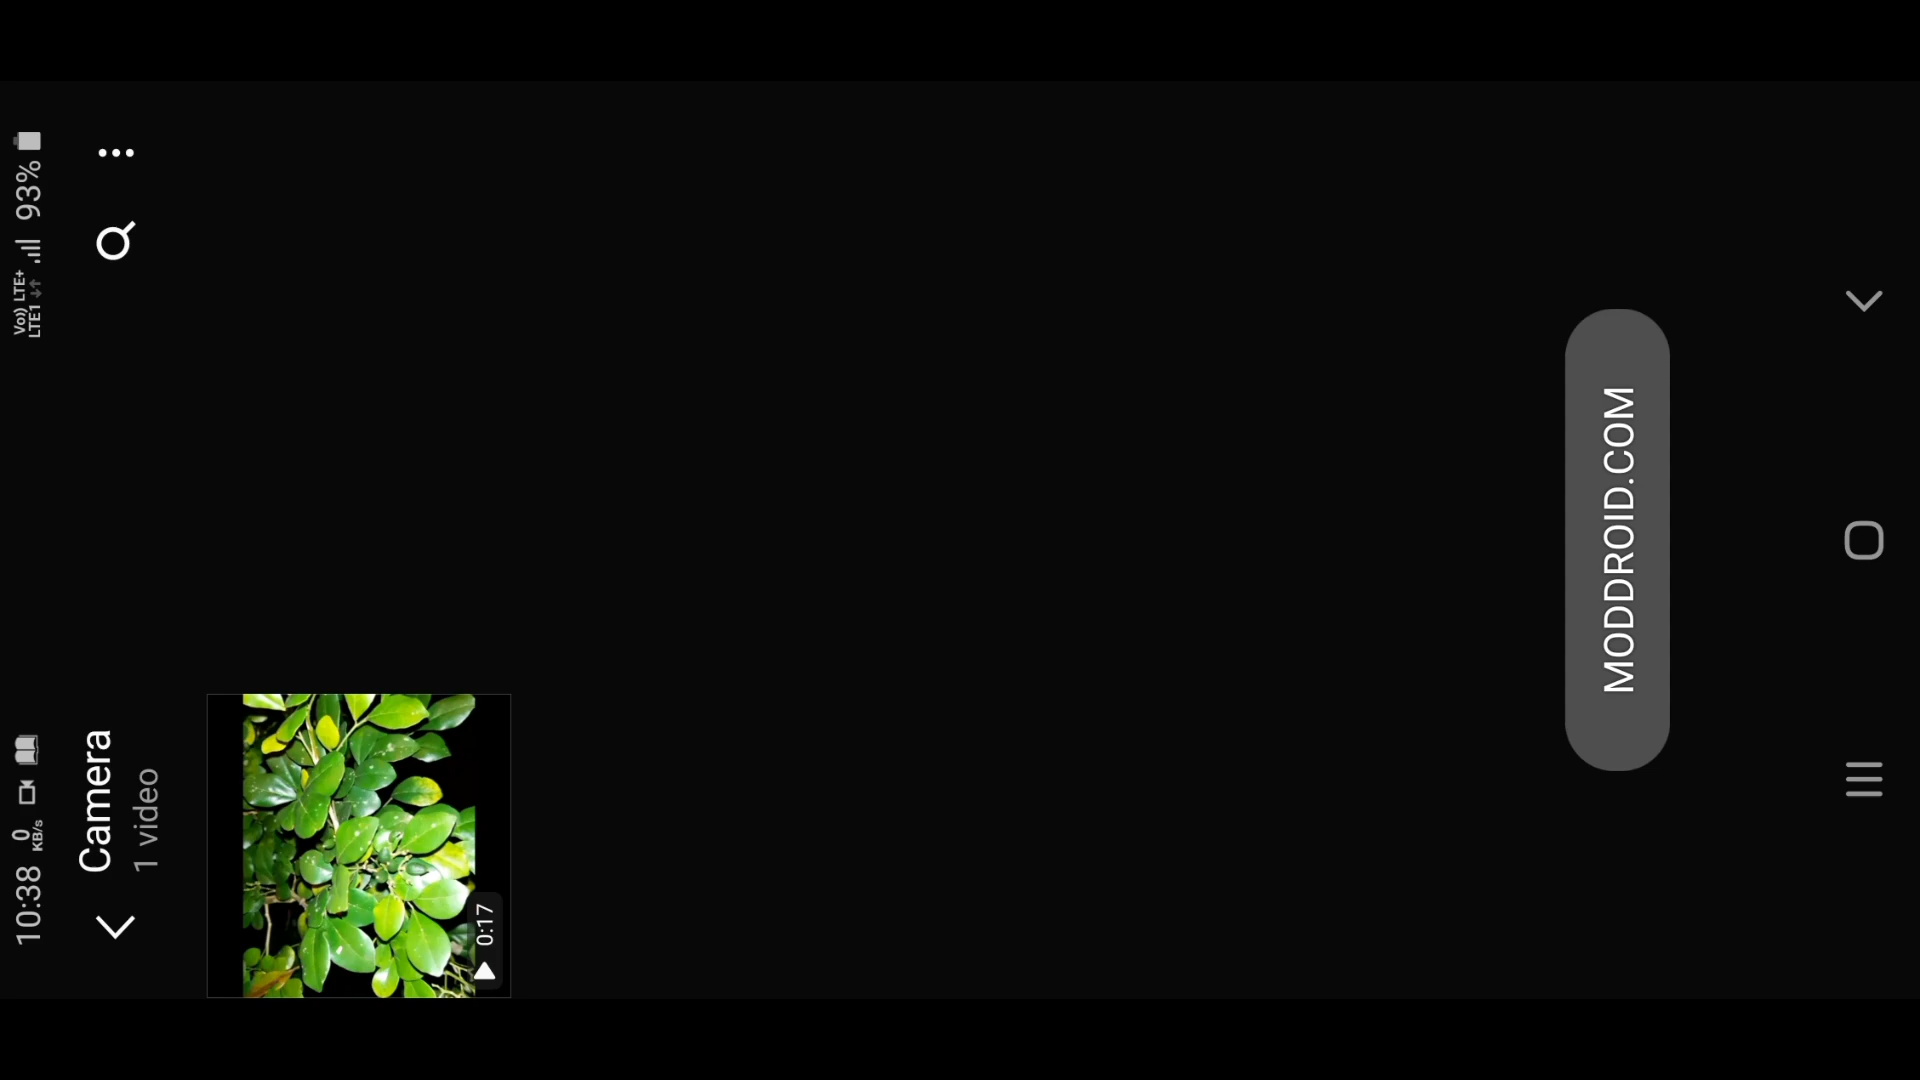 10:38 0 KB/s Vo)) LTE+ LTE1 93%
Camera
1 video
0:17
MODDROID.COM